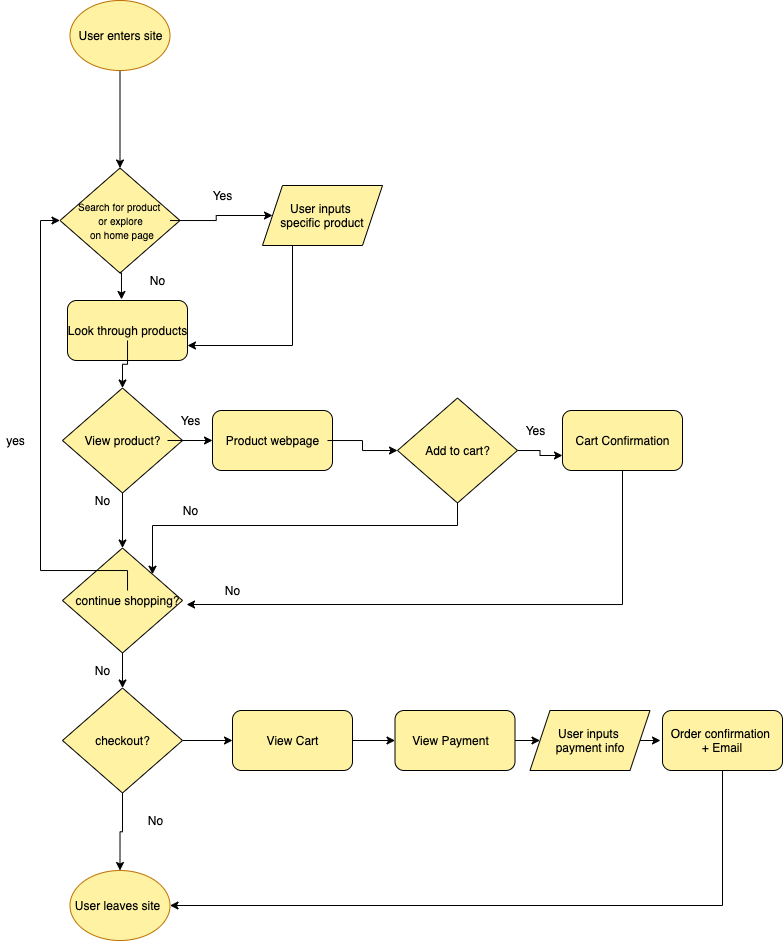 User enters site
Search for product
or explore
on home page
Yes
User inputs
specific product
No
Look through products
yes
View product?
Yes
Product webpage
Add to cart?
Yes
Cart Confirmation
No
No
continue shopping?
No
No
checkout?
View Cart
View Payment
User inputs
payment info
Order confirmation
+ Email
No
User leaves site